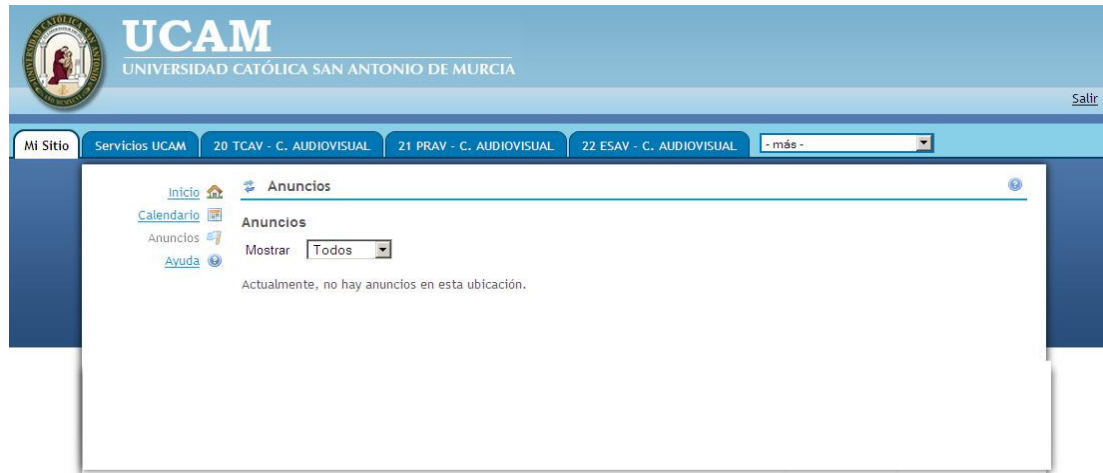 UCAM
UNIVERSIDAD CATÓLICA SAN ANTONIO DE MURCIA
Salir
Mi Sitio
Servicios UCAM
20 TCAV - C. AUDIOVISUAL
21 PRAV - C. AUDIOVISUAL
22 ESAV - C. AUDIOVISUAL
- más -
Inicio
Calendario
Anuncios
Ayuda
Anuncios
Anuncios
Mostrar Todos
Actualmente, no hay anuncios en esta ubicación.